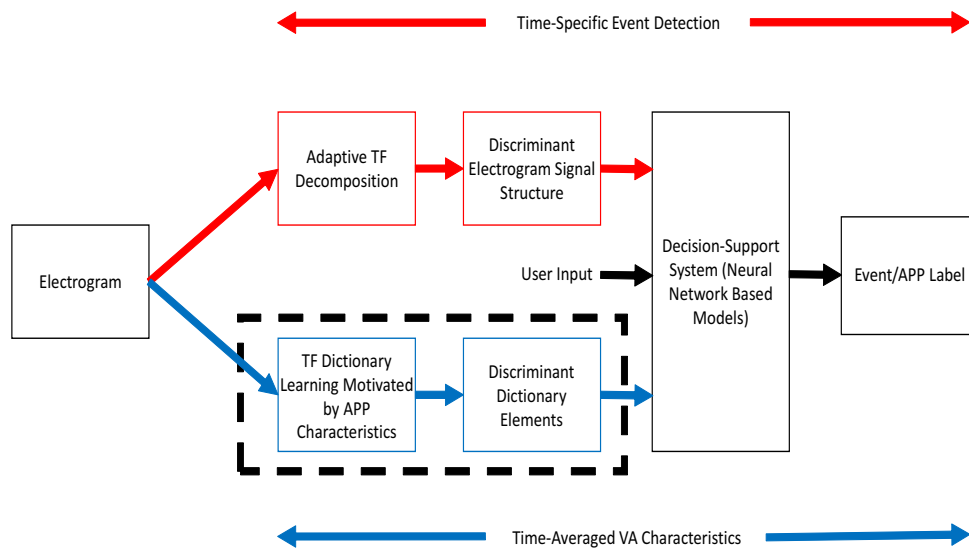 Time-Specific Event Detection
Adaptive TF
Decomposition
Discriminant
Electrogram Signal
Structure
Electrogram
User Input
Decision-Support
System (Neural
Network Based
Models)
Event/APP Label
TF Dictionary
Learning Motivated
by APP
Characteristics
Discriminant
Dictionary
Elements
Time-Averaged VA Characteristics